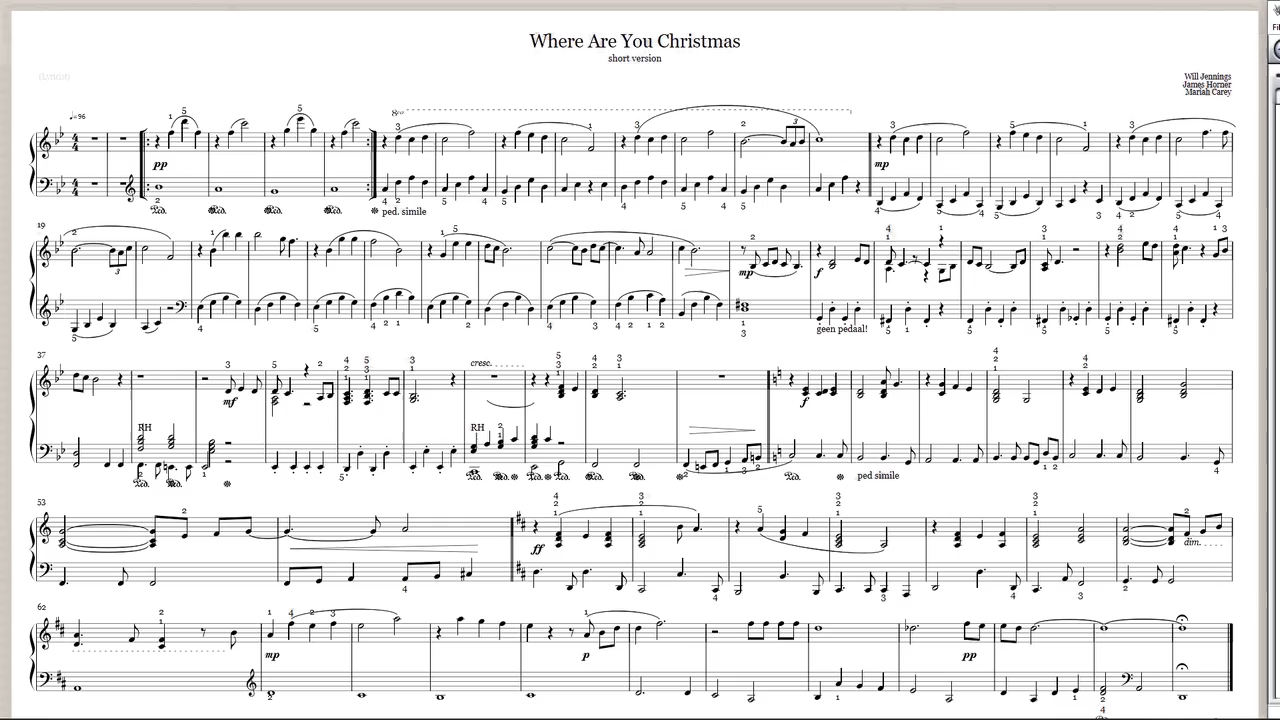 Where Are You Christmas
short version
Will Jennings
James Horner
Mariah Carey
♩=96
pp
mp
ped. simile
19
mp
f
geen pedaal!
37
RH
mf
cresc.
RH
f
ped simile
53
ff
dim.
62
mp
p
pp